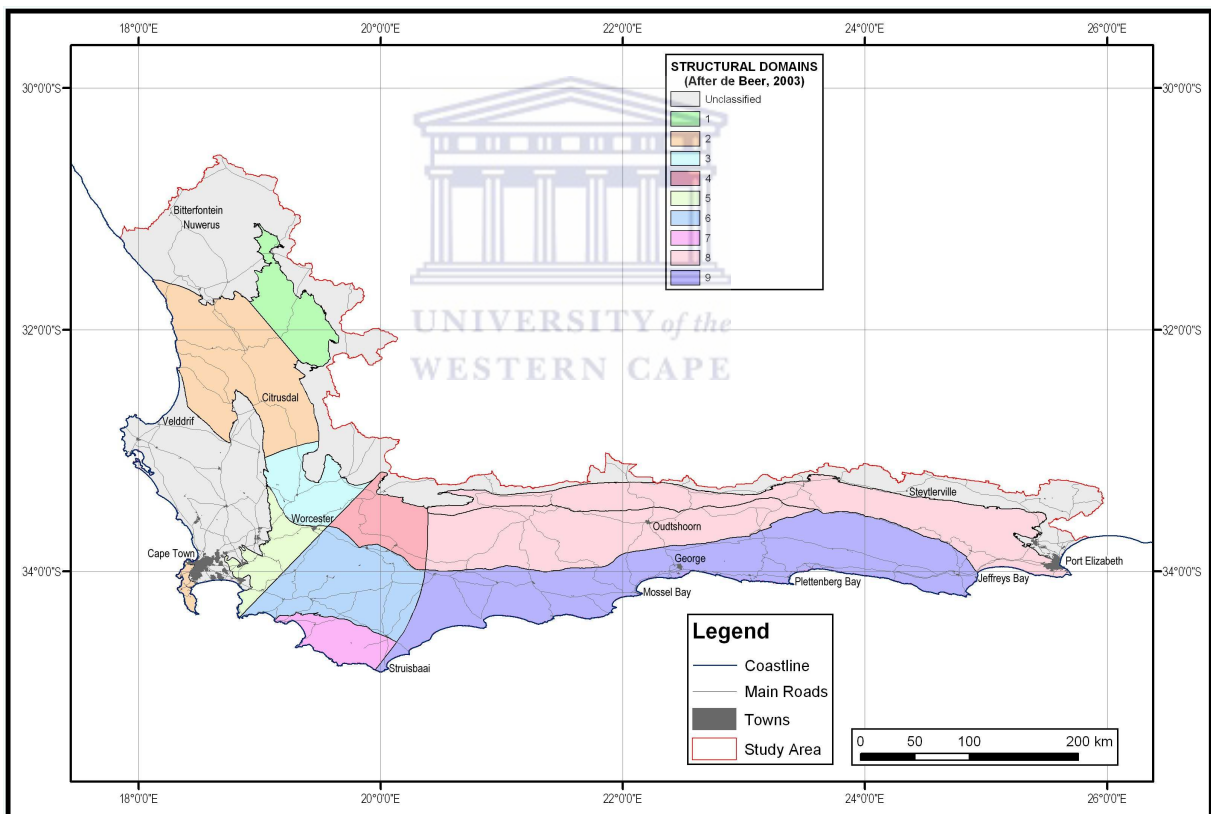 18°0'0"E 20°0'0"E 22°0'0"E 24°0'0"E 26°0'0"E
30°0'0"S 30°0'0"S
STRUCTURAL DOMAINS
(After de Beer, 2003)
Unclassified
1
2
3
4
5
6
7
8
9
Bitterfontein
Nuwerus
UNIVERSITY of the
32°0'0"S 32°0'0"S
WESTERN CAPE
Citrusdal
Velddrif
Steytlerville
Worcester
Oudtshoorn
Cape Town
George
Port Elizabeth
34°0'0"S 34°0'0"S
Plettenberg Bay
Jeffreys Bay
Mossel Bay
Struisbaai
Legend
Coastline
Main Roads
Towns
Study Area
0 50 100 200 km
18°0'0"E 20°0'0"E 22°0'0"E 24°0'0"E 26°0'0"E